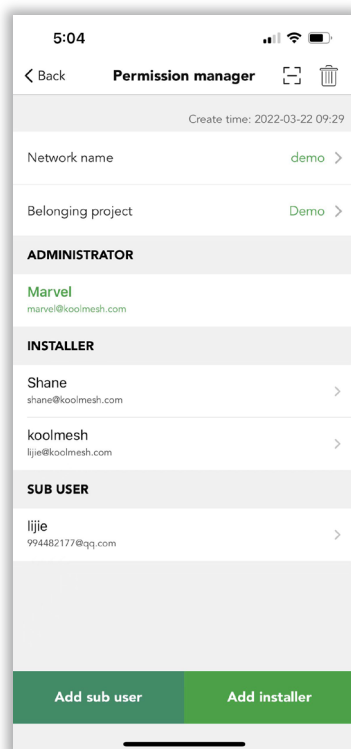 5:04
Back Permission manager
Create time: 2022-03-22 09:29
Network name demo
Belonging project Demo
ADMINISTRATOR
Marvel
marvel@koolmesh.com
INSTALLER
Shane
shane@koolmesh.com
koolmesh
lijie@koolmesh.com
SUB USER
lijie
994482177@qq.com
Add sub user Add installer